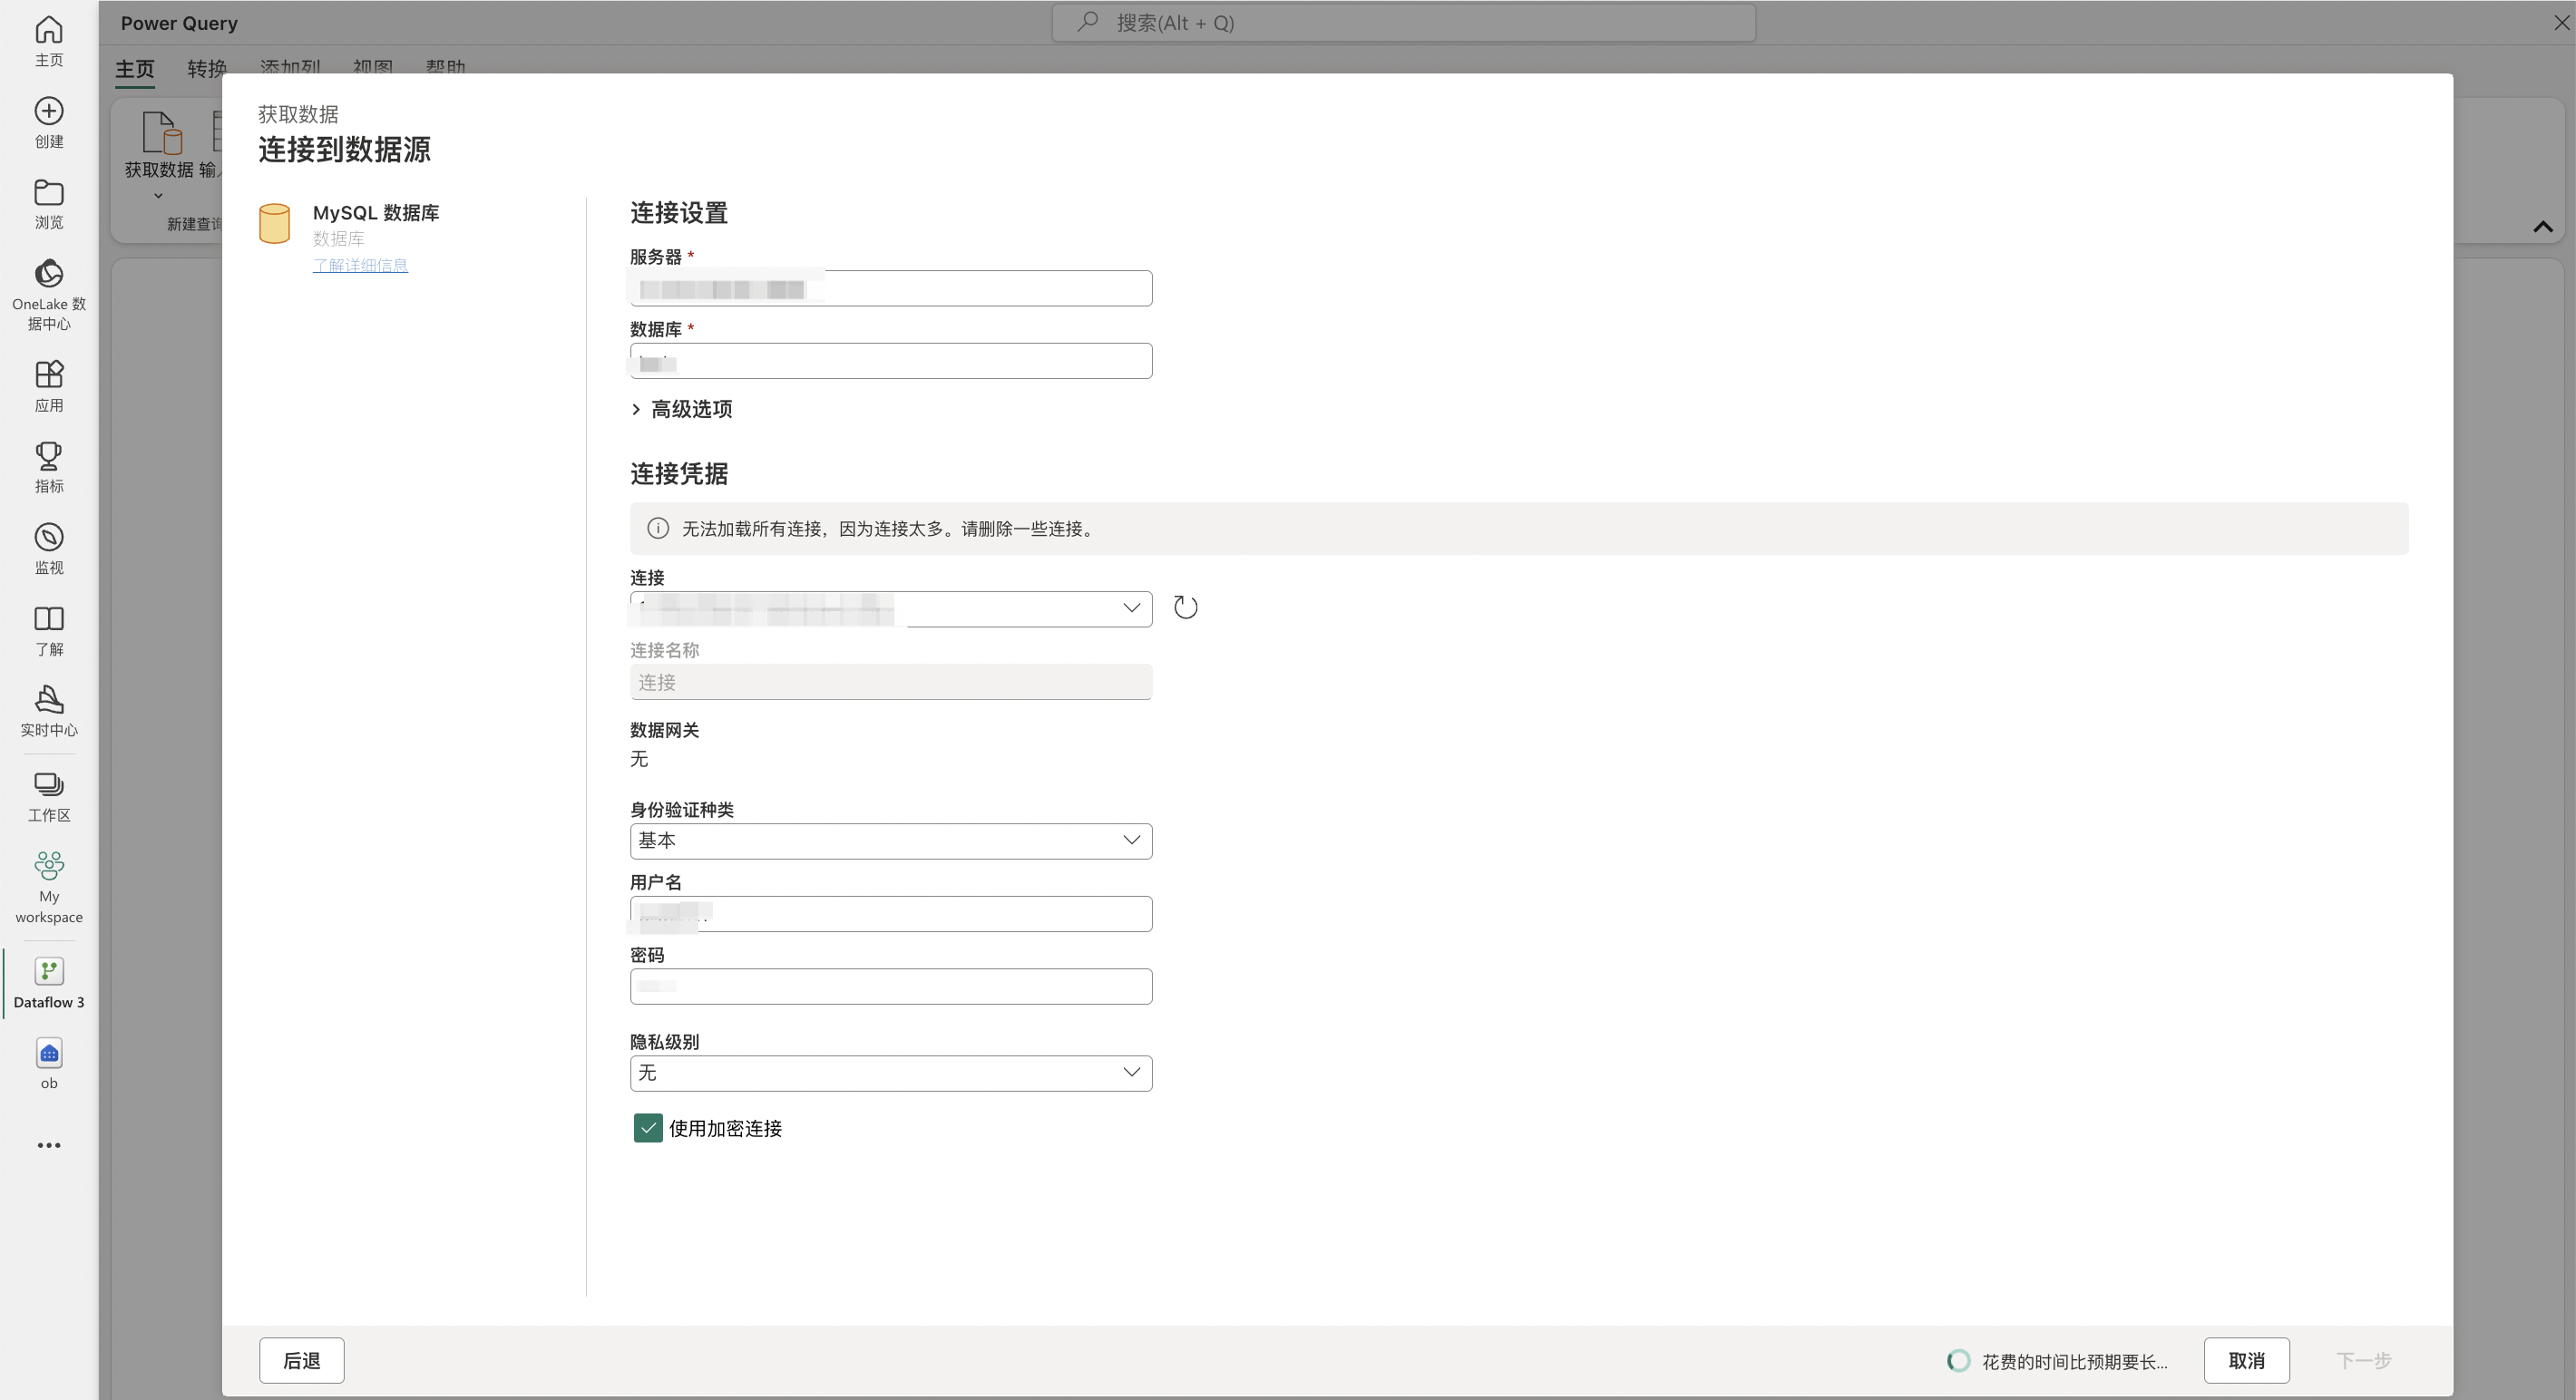 Power Query
搜索(Alt + Q)
主页
创建
浏览
OneLake 数
据中心
应用
指标
监视
了解
实时中心
工作区
My
workspace
Dataflow 3
ob
主页
转换
添加列
视图
帮助
获取数据
新建查询
获取数据
连接到数据源
MySQL 数据库
数据库
了解详细信息
连接设置
服务器 *
数据库 *
高级选项
连接凭据
无法加载所有连接，因为连接太多。请删除一些连接。
连接
连接名称
连接
数据网关
无
身份验证种类
基本
用户名
密码
隐私级别
无
使用加密连接
后退
花费的时间比预期要长...
取消
下一步